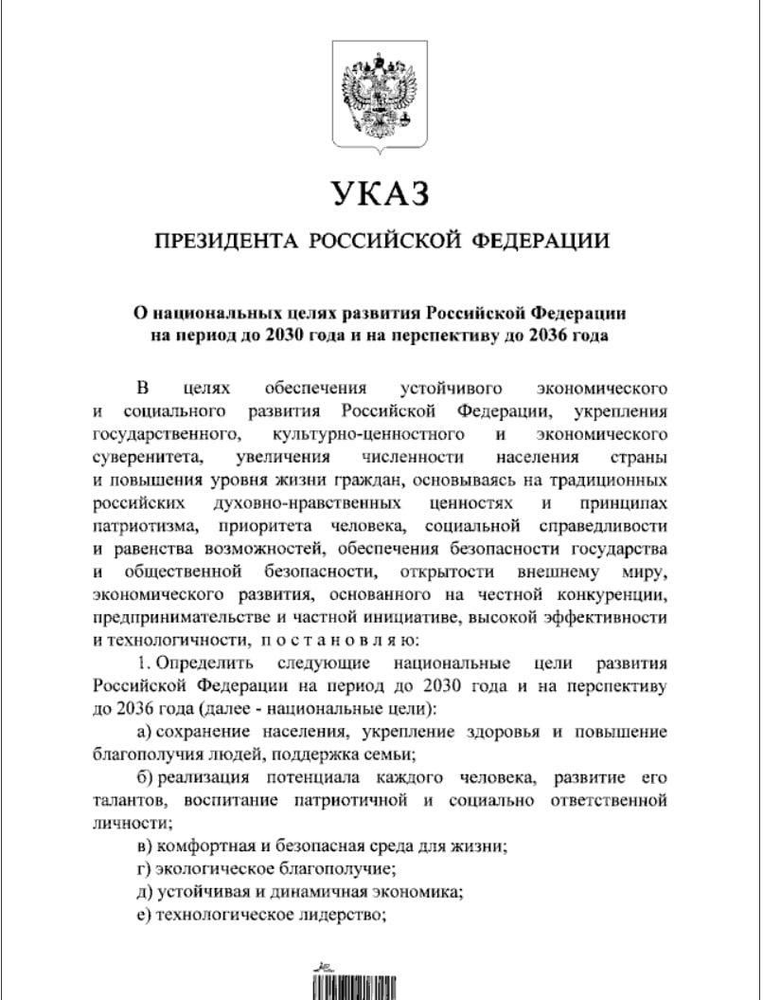 УКАЗ
ПРЕЗИДЕНТА РОССИЙСКОЙ ФЕДЕРАЦИИ
О национальных целях развития Российской Федерации
на период до 2030 года и на перспективу до 2036 года
В целях обеспечения устойчивого экономического
и социального развития Российской Федерации, укрепления
государственного, культурно-ценностного и экономического
суверенитета, увеличения численности населения страны
и повышения уровня жизни граждан, основываясь на традиционных
российских духовно-нравственных ценностях и принципах
патриотизма, приоритета человека, социальной справедливости
и равенства возможностей, обеспечения безопасности государства
и общественной безопасности, открытости внешнему миру,
экономического развития, основанного на честной конкуренции,
предпринимательстве и частной инициативе, высокой эффективности
и технологичности, п о с т а н о в л я ю:
1. Определить следующие национальные цели развития
Российской Федерации на период до 2030 года и на перспективу
до 2036 года (далее - национальные цели):
а) сохранение населения, укрепление здоровья и повышение
благополучия людей, поддержка семьи;
б) реализация потенциала каждого человека, развитие его
талантов, воспитание патриотичной и социально ответственной
личности;
в) комфортная и безопасная среда для жизни;
г) экологическое благополучие;
д) устойчивая и динамичная экономика;
е) технологическое лидерство;